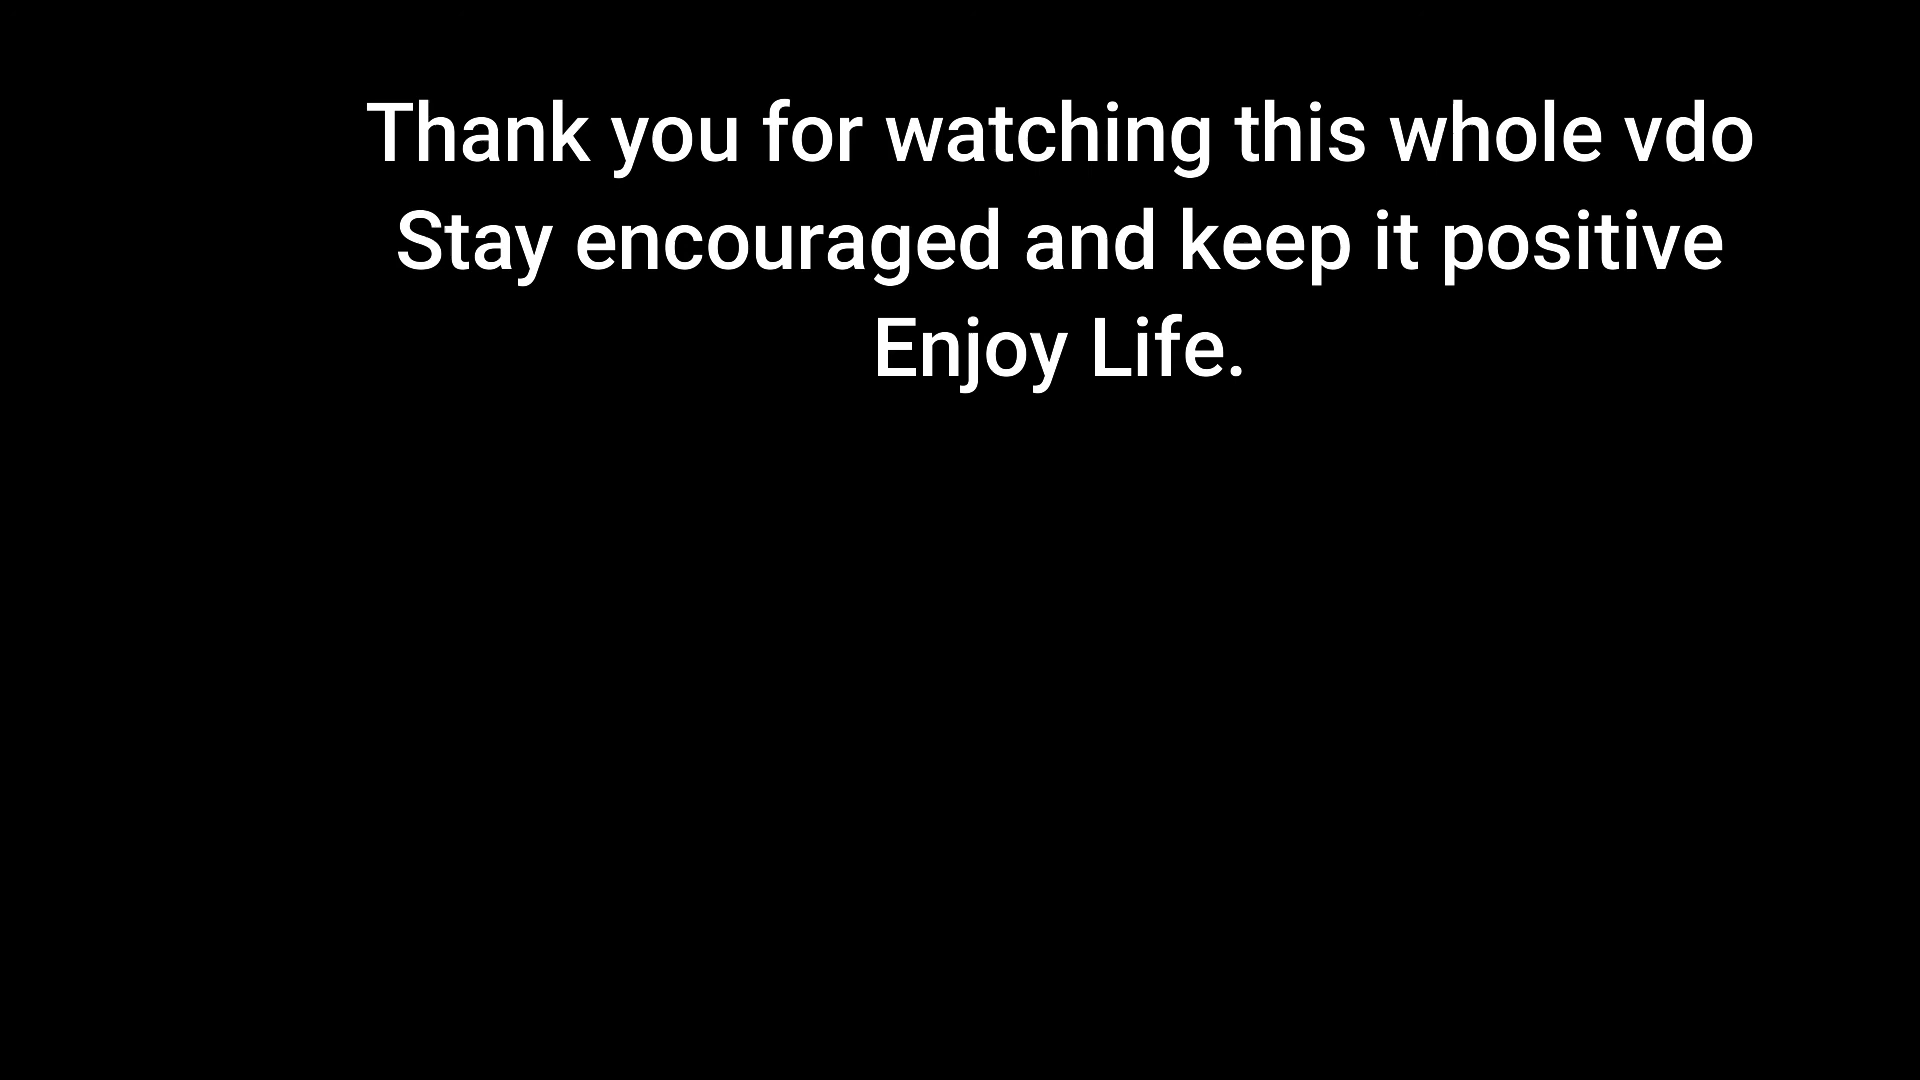 Thank you for watching this whole vdo
Stay encouraged and keep it positive
Enjoy Life.